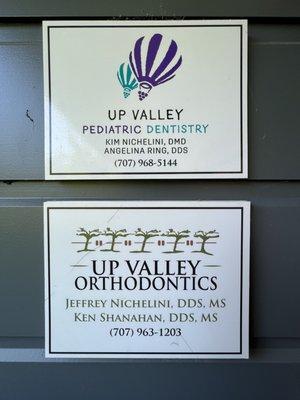 UP VALLEY
PEDIATRIC DENTISTRY
KIM NICHELINI, DMD
ANGELINA RING, DDS
(707) 968-5144
UP VALLEY
ORTHODONTICS
JEFFREY NICHELINI, DDS, MS
KEN SHANAHAN, DDS, MS
(707) 963-1203